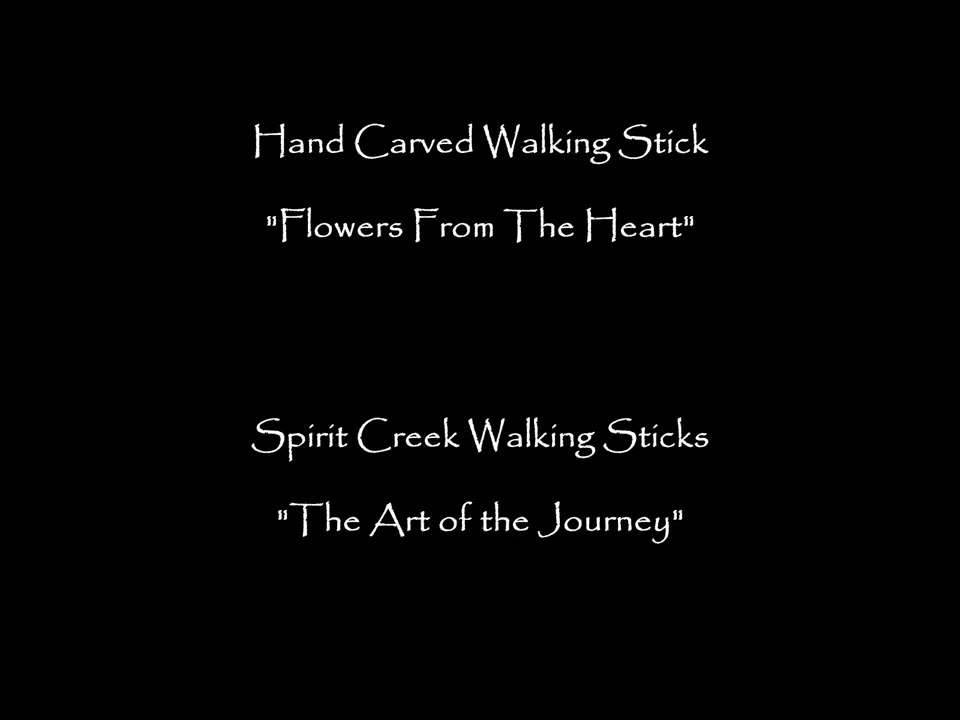 Hand Carved Walking Stick
"Flowers From The Heart"
Spirit Creek Walking Sticks
"The Art of the Journey"